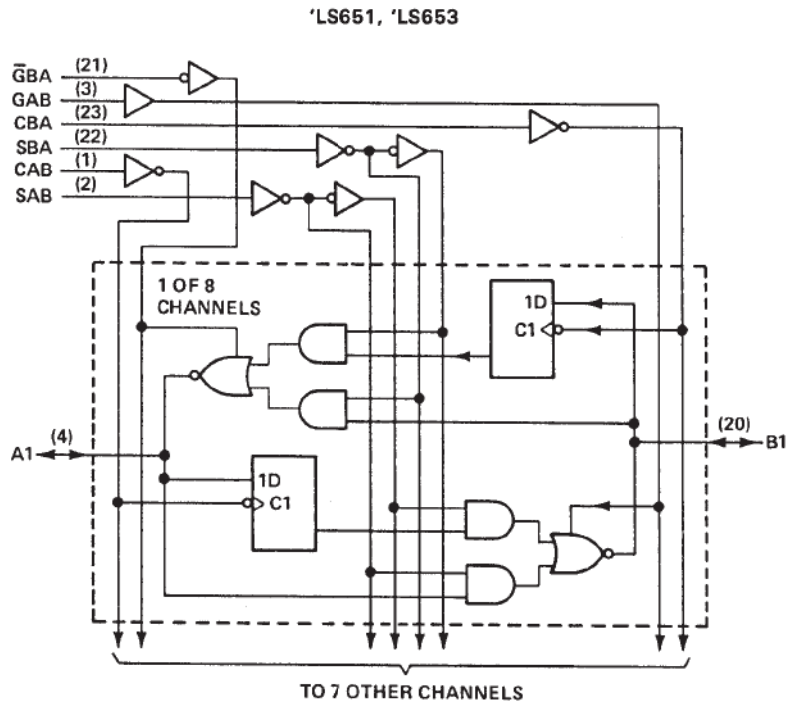 'LS651, 'LS653
G̅BA (21)
GAB (3)
CBA (23)
SBA (22)
CAB (1)
SAB (2)
1 OF 8
CHANNELS
1D
C1
(20)
B1
A1 (4)
1D
C1
TO 7 OTHER CHANNELS